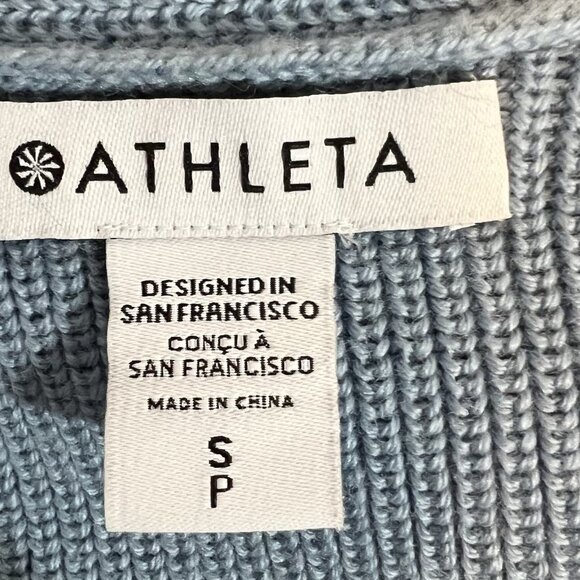 ATHLETA
DESIGNED IN
SAN FRANCISCO
CONÇU À
SAN FRANCISCO
MADE IN CHINA
S
P